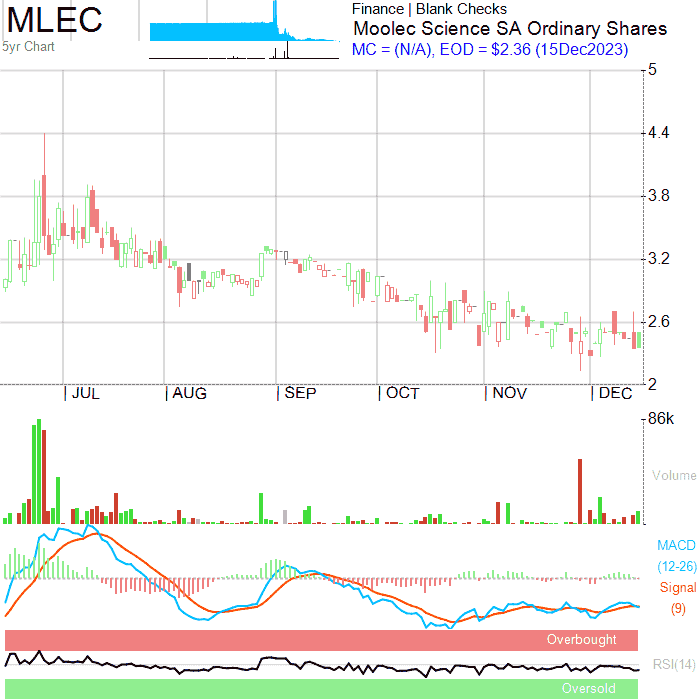 MLEC
5yr Chart
Finance | Blank Checks
Moolec Science SA Ordinary Shares
MC = (N/A), EOD = $2.36 (15Dec2023)
5
4.4
3.8
3.2
2.6
2
JUL AUG SEP OCT NOV DEC
86k
Volume
MACD
(12-26)
Signal
(9)
Overbought
RSI(14)
Oversold